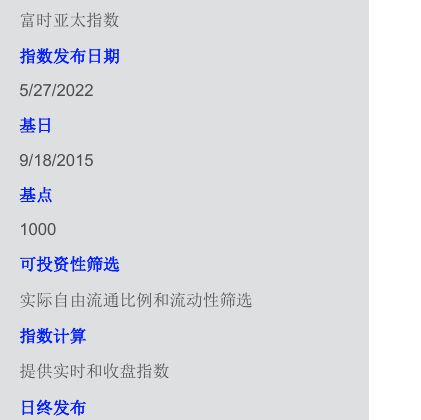 富时亚太指数
指数发布日期
5/27/2022
基日
9/18/2015
基点
1000
可投资性筛选
实际自由流通比例和流动性筛选
指数计算
提供实时和收盘指数
日终发布